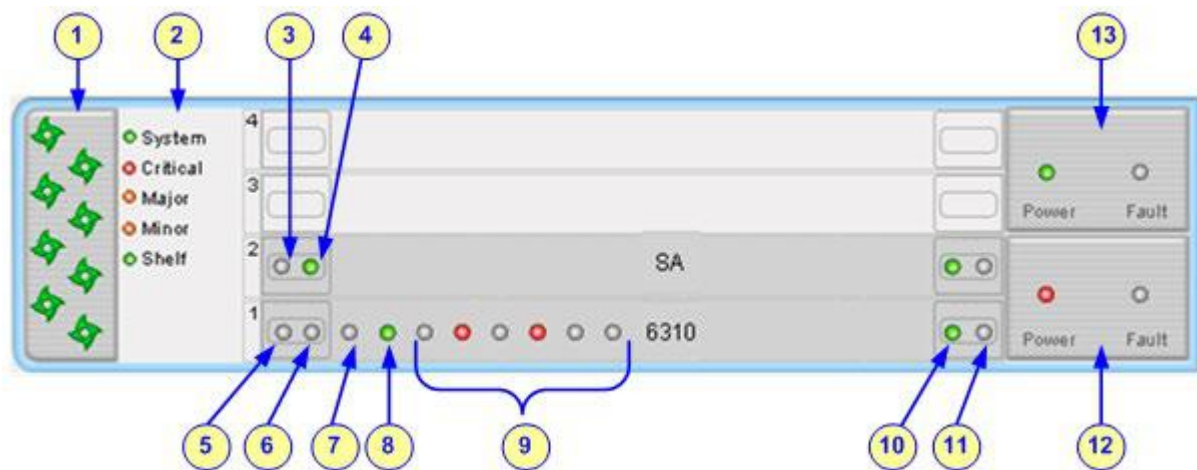 1
2
3
4
13
System
Critical
Major
Minor
Shelf
4
3
2
1
SA
6310
Power
Fault
Power
Fault
5
6
7
8
9
10
11
12